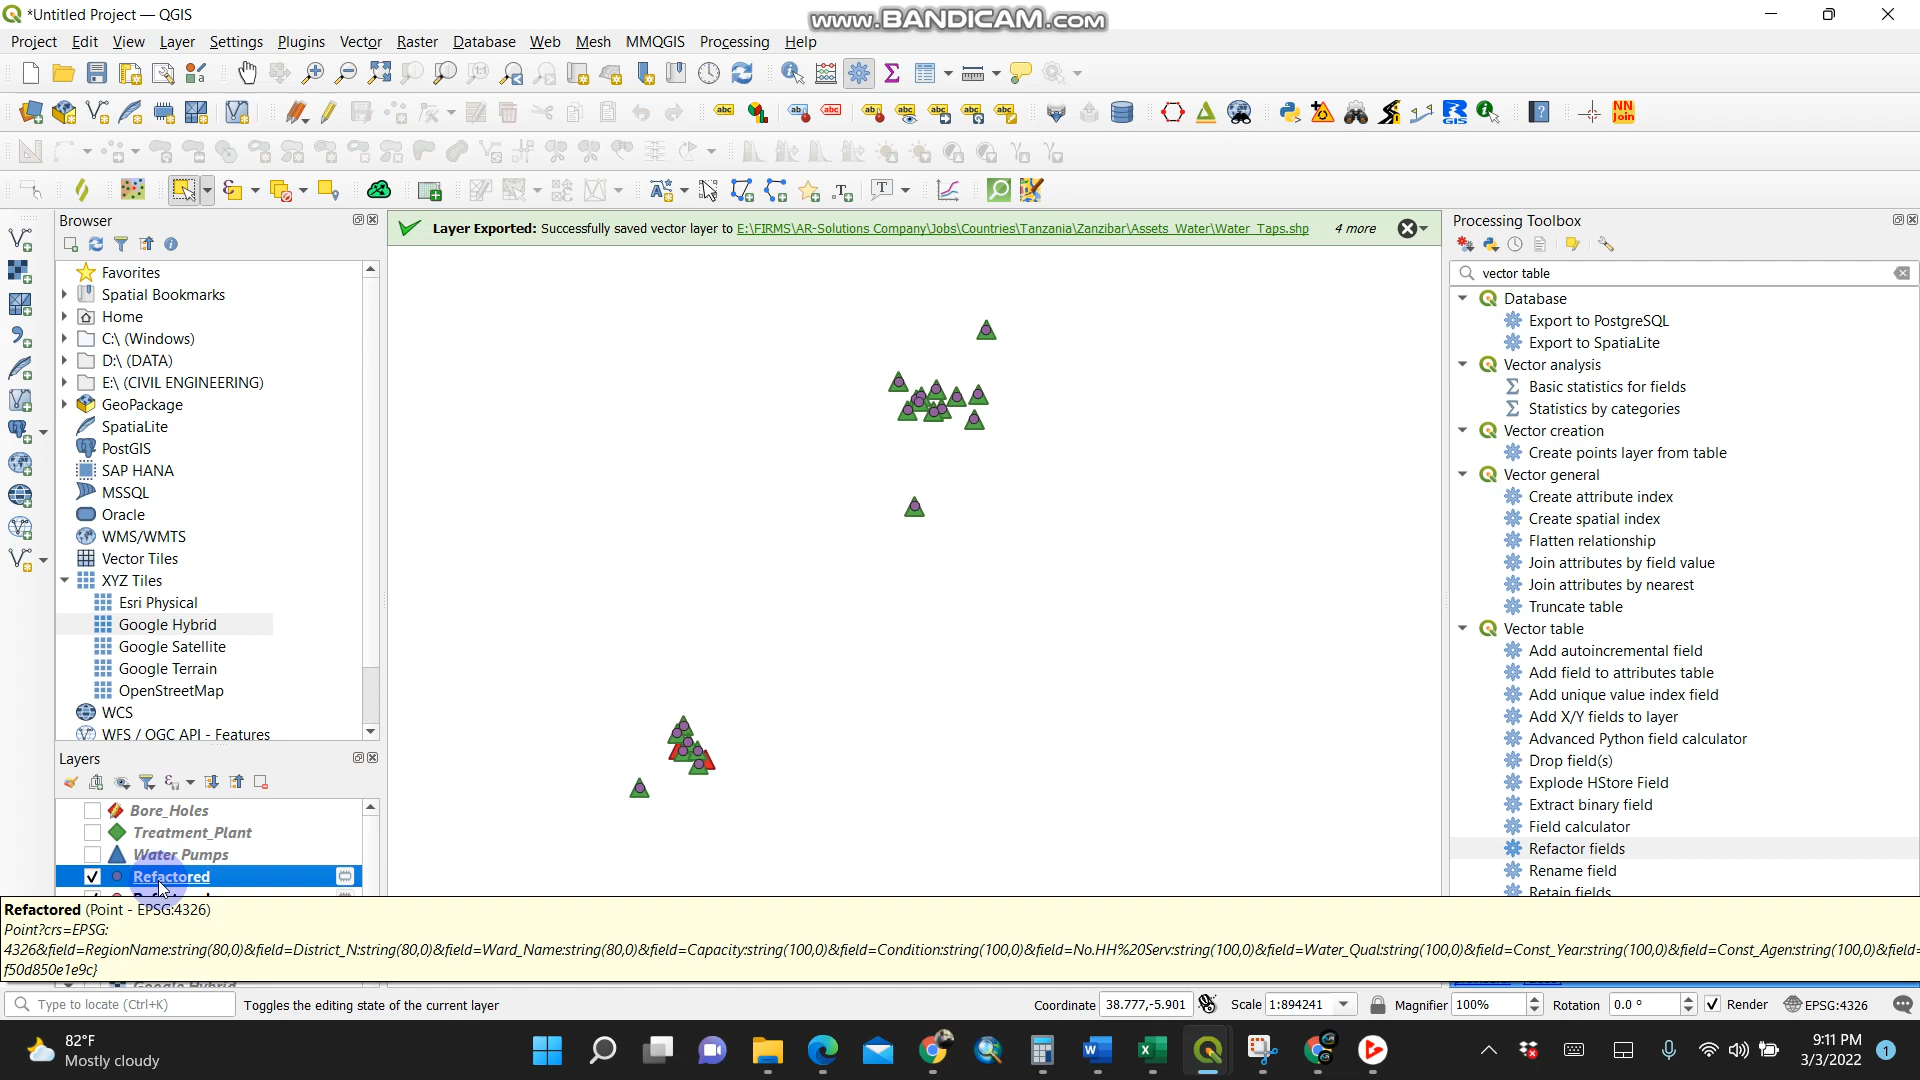 *Untitled Project — QGIS
www.BANDICAM.com
Project Edit View Layer Settings Plugins Vector Raster Database Web Mesh MMQGIS Processing Help
Browser
Favorites
Spatial Bookmarks
Home
C:\ (Windows)
D:\ (DATA)
E:\ (CIVIL ENGINEERING)
GeoPackage
SpatiaLite
PostGIS
SAP HANA
MSSQL
Oracle
WMS/WMTS
Vector Tiles
XYZ Tiles
Esri Physical
Google Hybrid
Google Satellite
Google Terrain
OpenStreetMap
WCS
WFS / OGC API - Features
Layers
Bore_Holes
Treatment_Plant
Water Pumps
Refactored
Layer Exported: Successfully saved vector layer to E:\FIRMS\AR-Solutions Company\Jobs\Countries\Tanzania\Zanzibar\Assets_Water\Water_Taps.shp 4 more
Processing Toolbox
vector table
Database
Export to PostgreSQL
Export to SpatiaLite
Vector analysis
Basic statistics for fields
Statistics by categories
Vector creation
Create points layer from table
Vector general
Create attribute index
Create spatial index
Flatten relationship
Join attributes by field value
Join attributes by nearest
Truncate table
Vector table
Add autoincremental field
Add field to attributes table
Add unique value index field
Add X/Y fields to layer
Advanced Python field calculator
Drop field(s)
Explode HStore Field
Extract binary field
Field calculator
Refactor fields
Rename field
Retain fields
Refactored (Point - EPSG:4326)
Point?crs=EPSG:
4326&field=RegionName:string(80,0)&field=District_N:string(80,0)&field=Ward_Name:string(80,0)&field=Capacity:string(100,0)&field=Condition:string(100,0)&field=No.HH%20Serv:string(100,0)&field=Water_Qual:string(100,0)&field=Const_Year:string(100,0)&field=Const_Agen:string(100,0)&field=
f50d850e1e9c}
Google Hybrid
Type to locate (Ctrl+K) Toggles the editing state of the current layer Coordinate 38.777,-5.901 Scale 1:894241 Magnifier 100% Rotation 0.0 ° Render EPSG:4326
82°F
Mostly cloudy
9:11 PM
3/3/2022
1